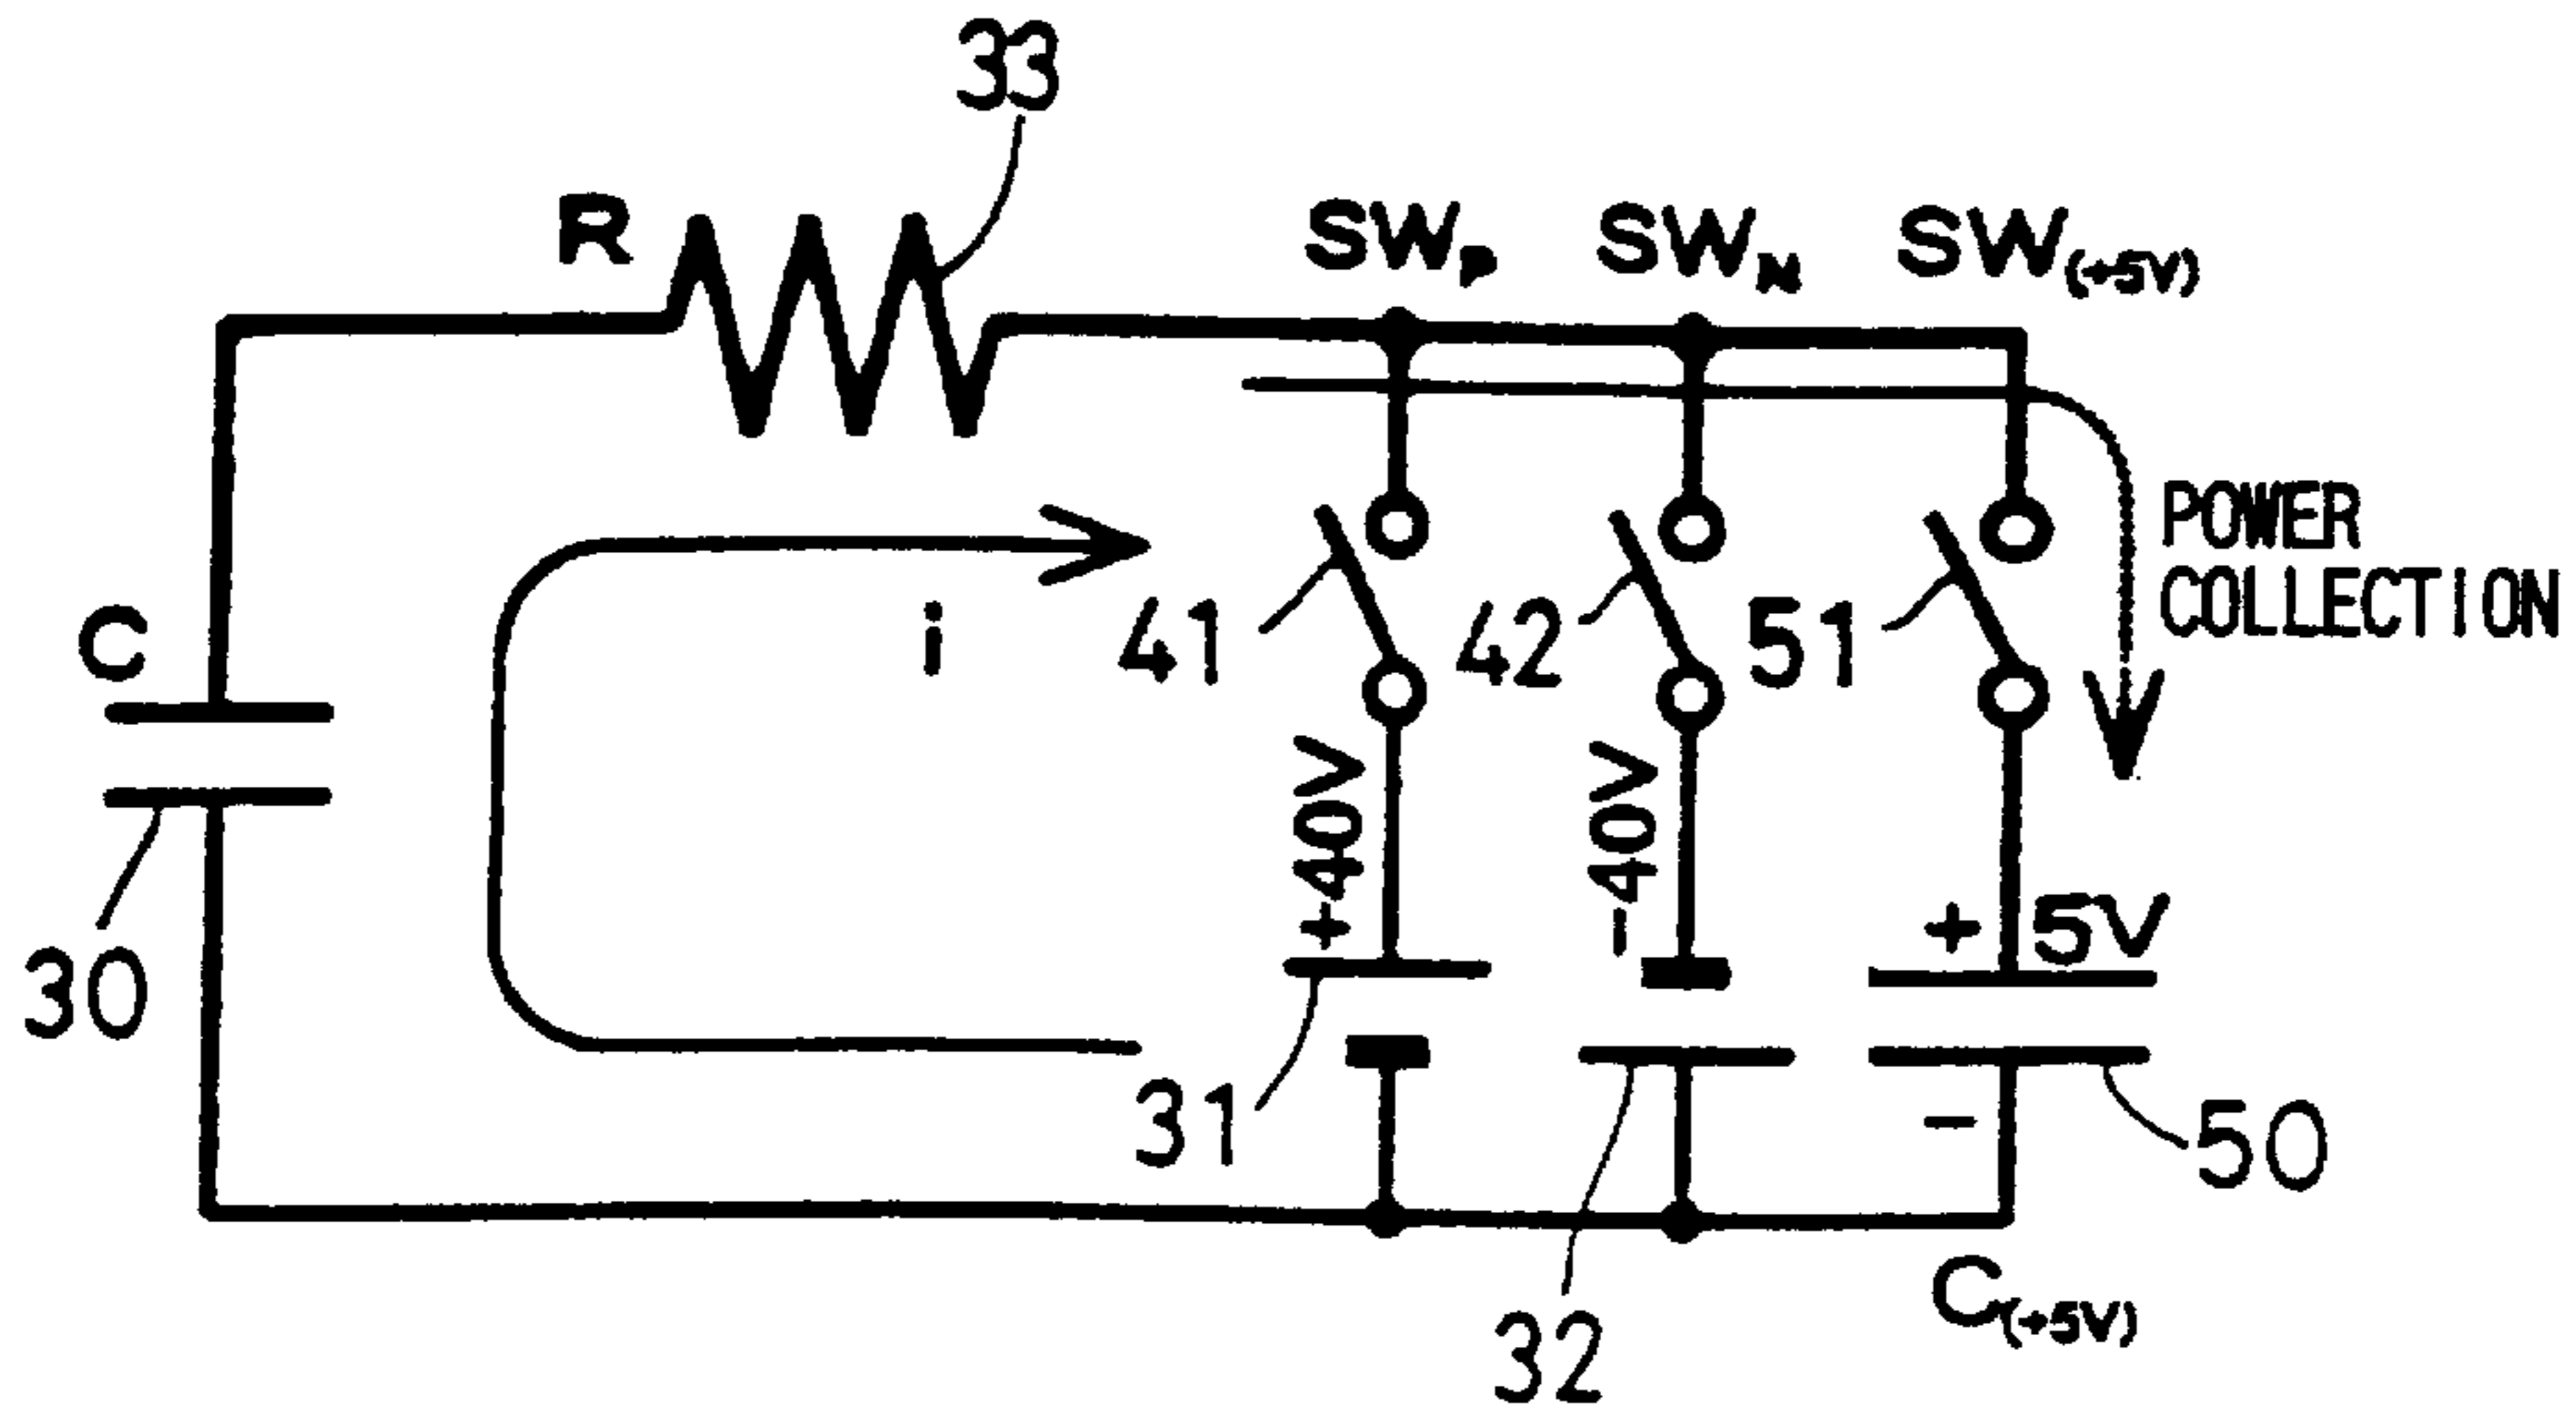 33
R
SWP
SWN
SW(+5V)
POWER
COLLECTION
C
i
41
42
51
+40V
-40V
+ 5V
30
31
-
50
32
C(+5V)